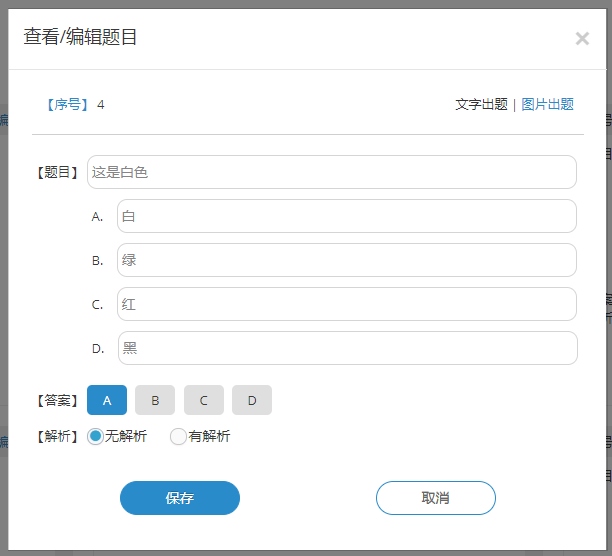 查看/编辑题目 ×
【序号】 4 文字出题 | 图片出题
【题目】 这是白色
A. 白
B. 绿
C. 红
D. 黑
【答案】 A B C D
【解析】 无解析 有解析
保存 取消